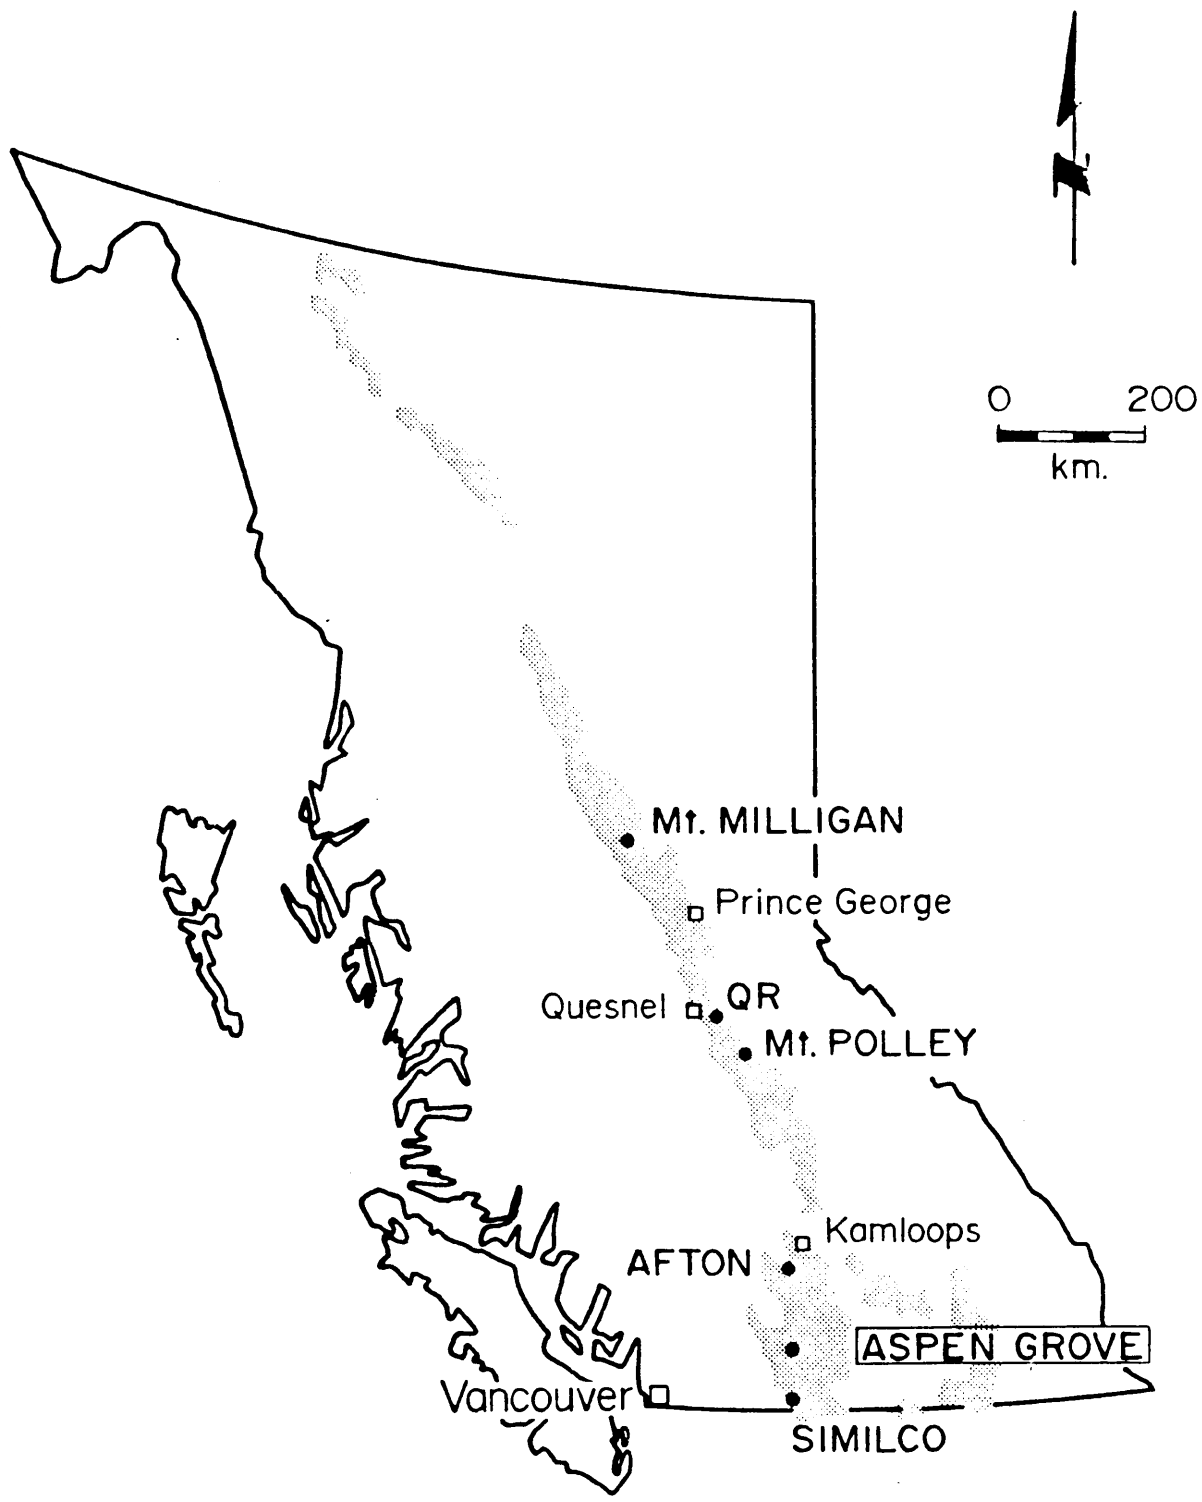 N
0 200
km.
Mt. MILLIGAN
Prince George
Quesnel
QR
Mt. POLLEY
Kamloops
AFTON
ASPEN GROVE
Vancouver
SIMILCO